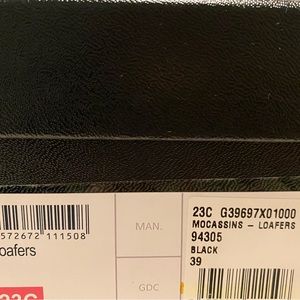 572672 111508
oafers
23C
MAN.
GDC
23C G39697X01000
MOCASSINS - LOAFERS
94305
BLACK
39